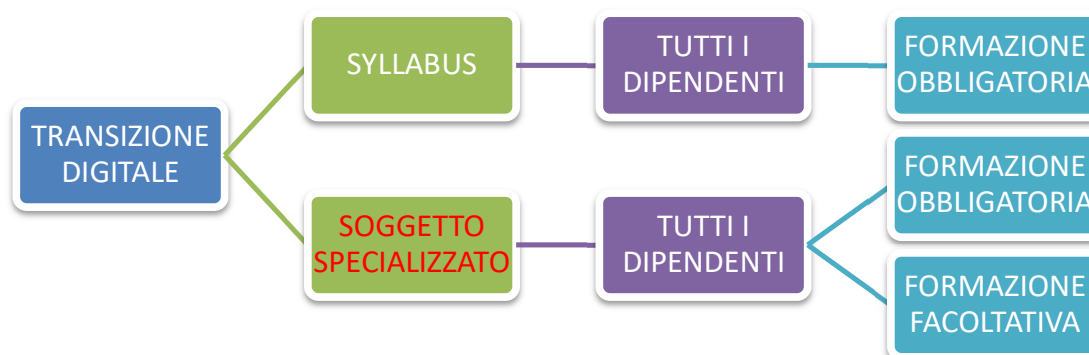 TRANSIZIONE
DIGITALE
SYLLABUS
TUTTI I
DIPENDENTI
FORMAZIONE
OBBLIGATORIA
SOGGETTO
SPECIALIZZATO
TUTTI I
DIPENDENTI
FORMAZIONE
OBBLIGATORIA
FORMAZIONE
FACOLTATIVA